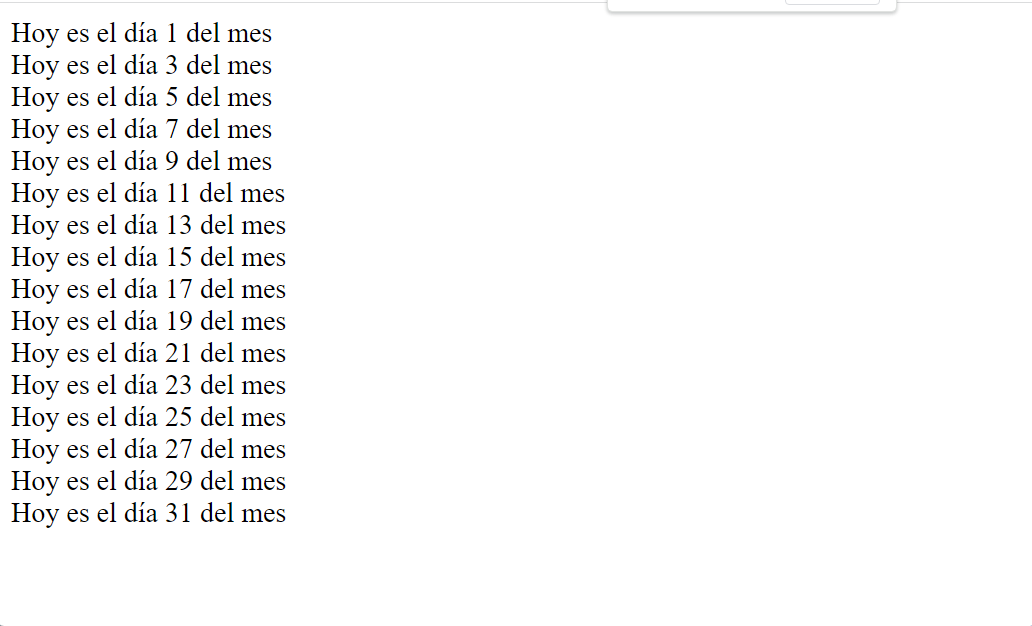 Hoy es el día 1 del mes
Hoy es el día 3 del mes
Hoy es el día 5 del mes
Hoy es el día 7 del mes
Hoy es el día 9 del mes
Hoy es el día 11 del mes
Hoy es el día 13 del mes
Hoy es el día 15 del mes
Hoy es el día 17 del mes
Hoy es el día 19 del mes
Hoy es el día 21 del mes
Hoy es el día 23 del mes
Hoy es el día 25 del mes
Hoy es el día 27 del mes
Hoy es el día 29 del mes
Hoy es el día 31 del mes